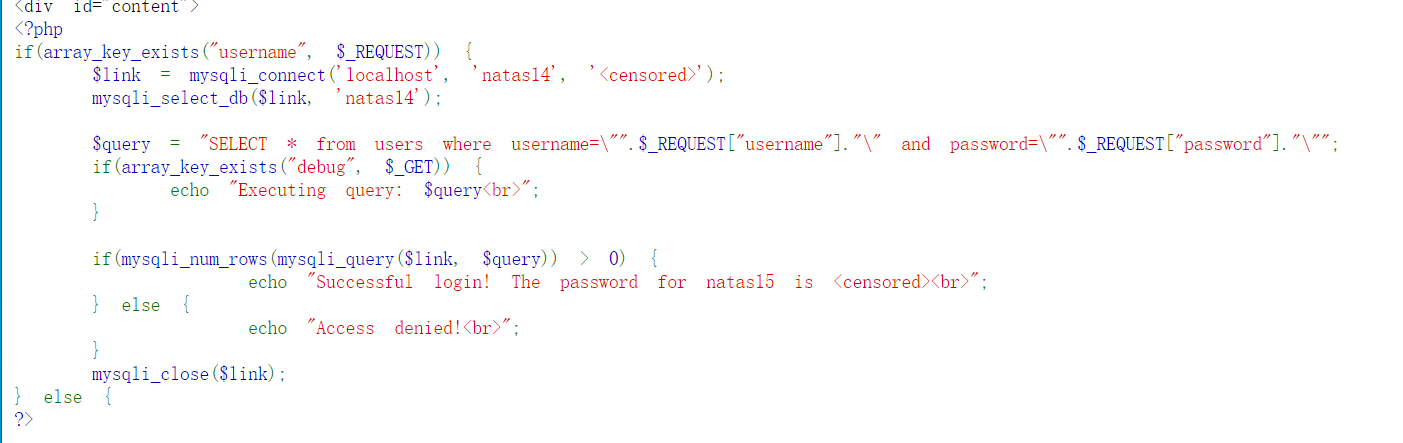 <div id="content">
<?php
if(array_key_exists("username", $_REQUEST)) {
$link = mysqli_connect('localhost', 'natas14', '<censored>');
mysqli_select_db($link, 'natas14');
$query = "SELECT * from users where username=\"".$_REQUEST["username"]."\" and password=\"".$_REQUEST["password"]."\"";
if(array_key_exists("debug", $_GET)) {
echo "Executing query: $query<br>";
}
if(mysqli_num_rows(mysqli_query($link, $query)) > 0) {
echo "Successful login! The password for natas15 is <censored><br>";
} else {
echo "Access denied!<br>";
}
mysqli_close($link);
} else {
?>